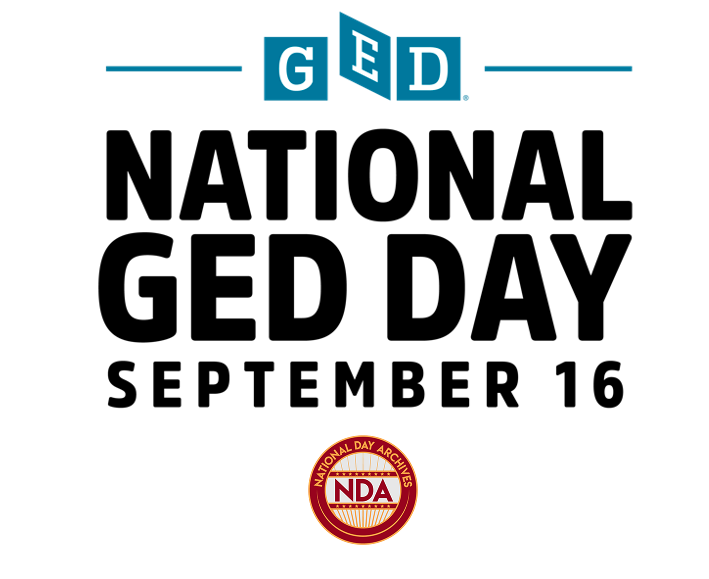 GED®
NATIONAL
GED DAY
SEPTEMBER 16
NATIONAL DAY ARCHIVES
NDA